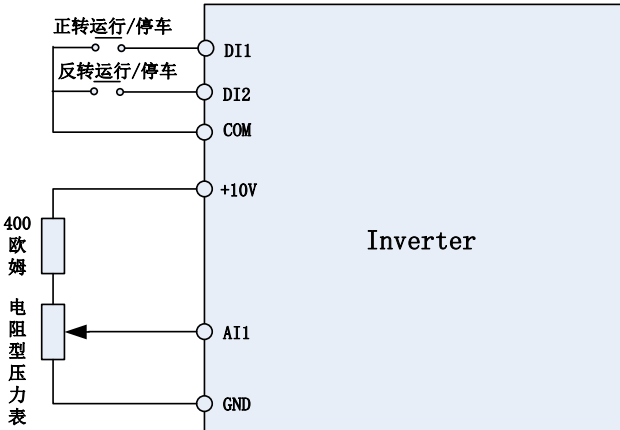 正转运行/停车
DI1
反转运行/停车
DI2
COM
+10V
400
欧
姆
Inverter
电
阻
型
压
力
表
AI1
GND